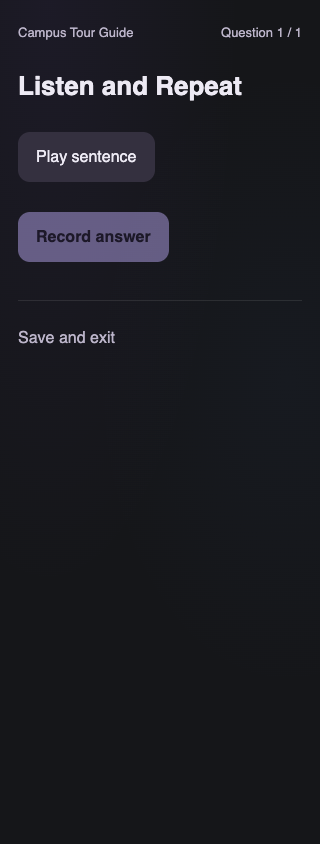 Campus Tour Guide
Question 1 / 1
Listen and Repeat
Play sentence
Record answer
Save and exit